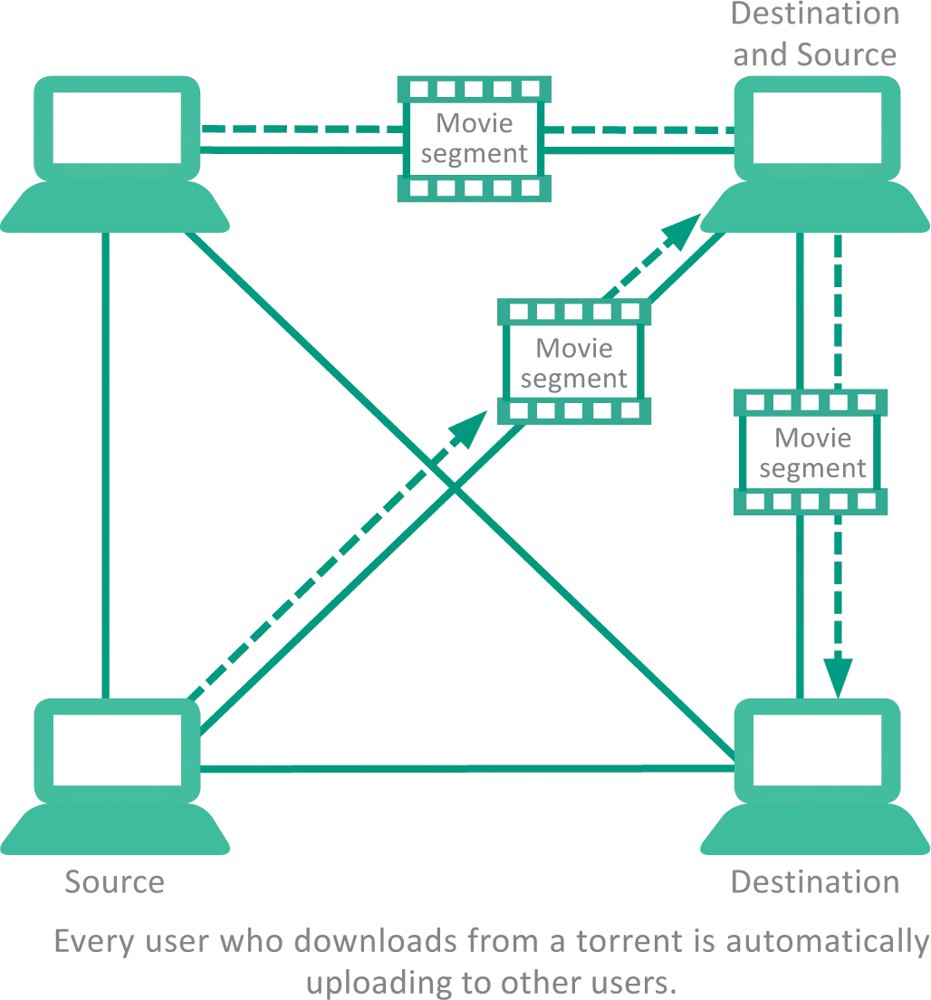 Destination
and Source
Movie
segment
Movie
segment
Movie
segment
Source
Destination
Every user who downloads from a torrent is automatically
uploading to other users.